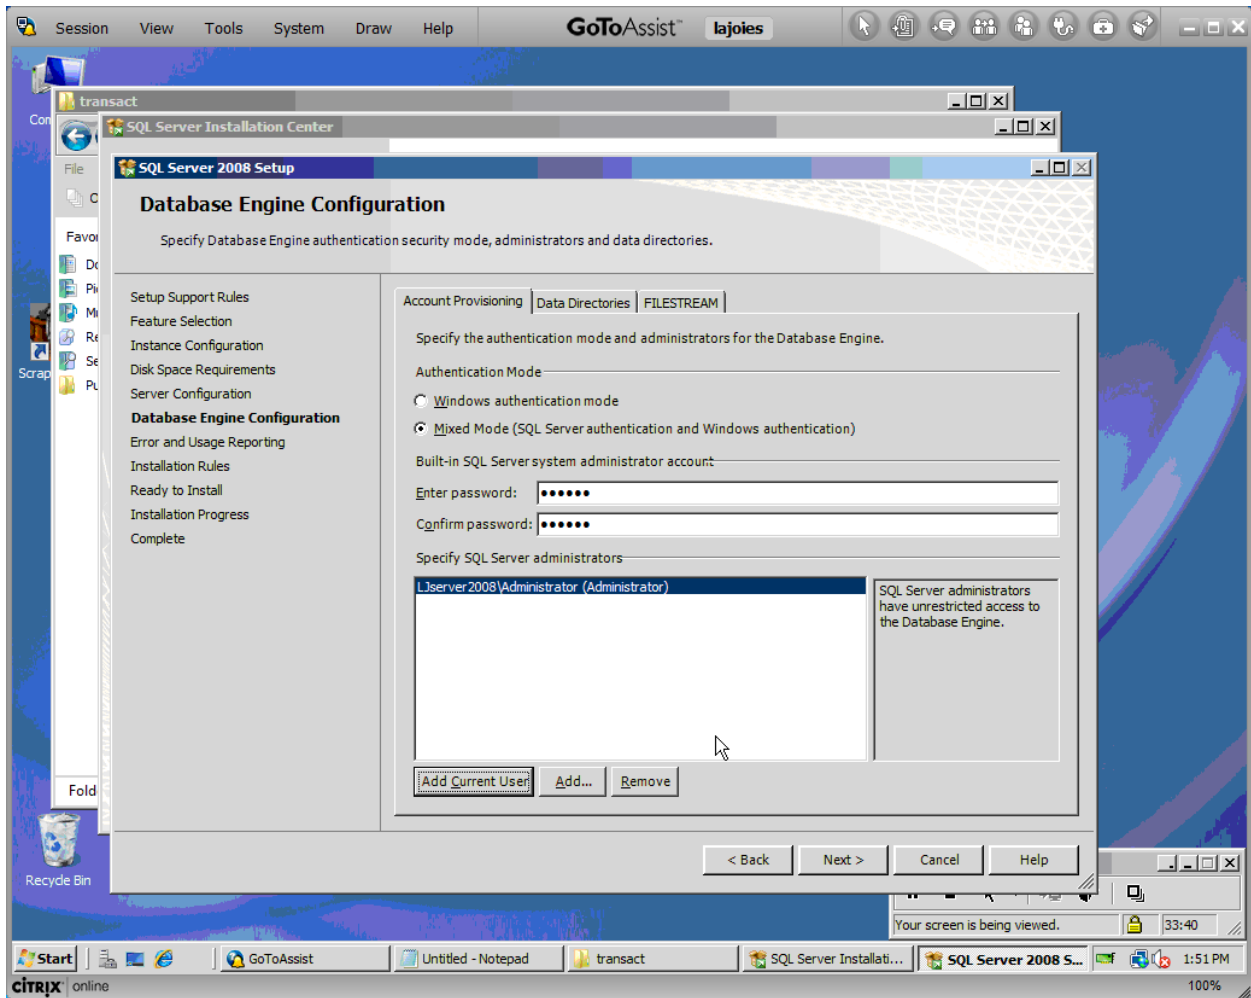 Session View Tools System Draw Help GoToAssist™ lajoies
transact
SQL Server Installation Center
File
SQL Server 2008 Setup
Database Engine Configuration
Specify Database Engine authentication security mode, administrators and data directories.
Setup Support Rules
Feature Selection
Instance Configuration
Disk Space Requirements
Server Configuration
Database Engine Configuration
Error and Usage Reporting
Installation Rules
Ready to Install
Installation Progress
Complete
Account Provisioning Data Directories FILESTREAM
Specify the authentication mode and administrators for the Database Engine.
Authentication Mode
Windows authentication mode
Mixed Mode (SQL Server authentication and Windows authentication)
Built-in SQL Server system administrator account
Enter password: ●●●●●●
Confirm password: ●●●●●●
Specify SQL Server administrators
LJserver2008\Administrator (Administrator)
SQL Server administrators
have unrestricted access to
the Database Engine.
Add Current User Add... Remove
< Back Next > Cancel Help
Recycle Bin
Your screen is being viewed. 33:40
Start GoToAssist Untitled - Notepad transact SQL Server Installati... SQL Server 2008 S... 1:51 PM
CITRIX online 100%